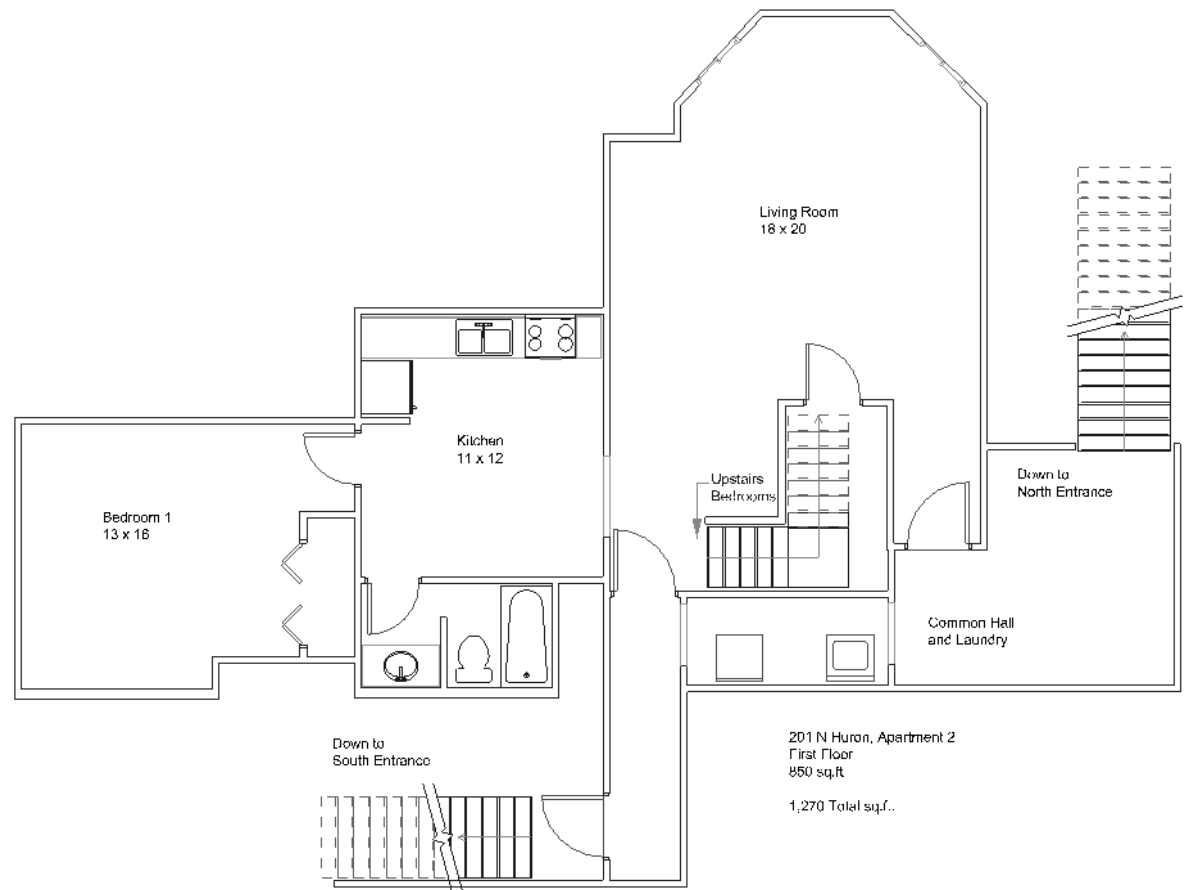 Living Room
18 x 20
Kitchen
11 x 12
Upstairs
Bedrooms
Down to
North Entrance
Bedroom 1
13 x 16
Common Hall
and Laundry
Down to
South Entrance
201 N Huron, Apartment 2
First Floor
850 sq.ft
1,270 Total sq.f..